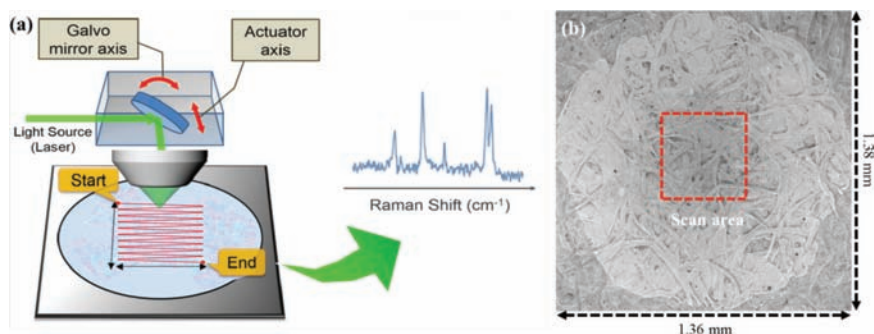 (a)
Galvo
mirror axis
Actuator
axis
Light Source
(Laser)
Start
End
Raman Shift (cm⁻¹)
(b)
Scan area
1.38 mm
1.36 mm